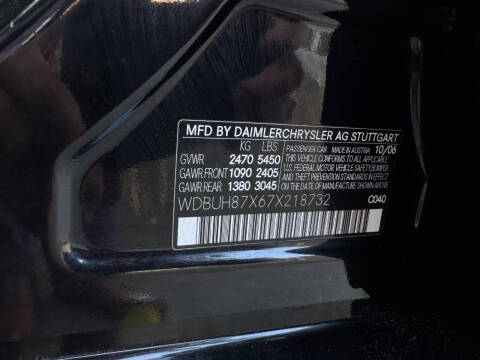 MFD BY DAIMLERCHRYSLER AG STUTTGART
KG LBS
GVWR 2470 5450
GAWR FRONT 1090 2405
GAWR REAR 1380 3045
PASSENGER CAR MADE IN AUSTRIA 10/06
THIS VEHICLE CONFORMS TO ALL APPLICABLE
U.S. FEDERAL MOTOR VEHICLE SAFETY BUMPER
AND THEFT PREVENTION STANDARDS IN EFFECT
ON THE DATE OF MANUFACTURE SHOWN ABOVE.
WDBUH87X67X218732 C040